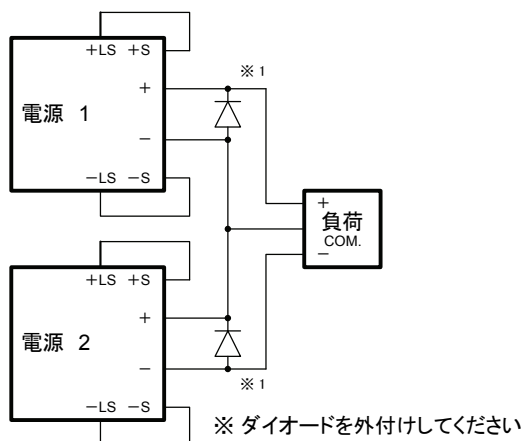 +LS +S
※ 1
+
電源 1
−
−LS −S
+
負荷
COM.
−
+LS +S
+
電源 2
−
※ 1
−LS −S
※ ダイオードを外付けしてください